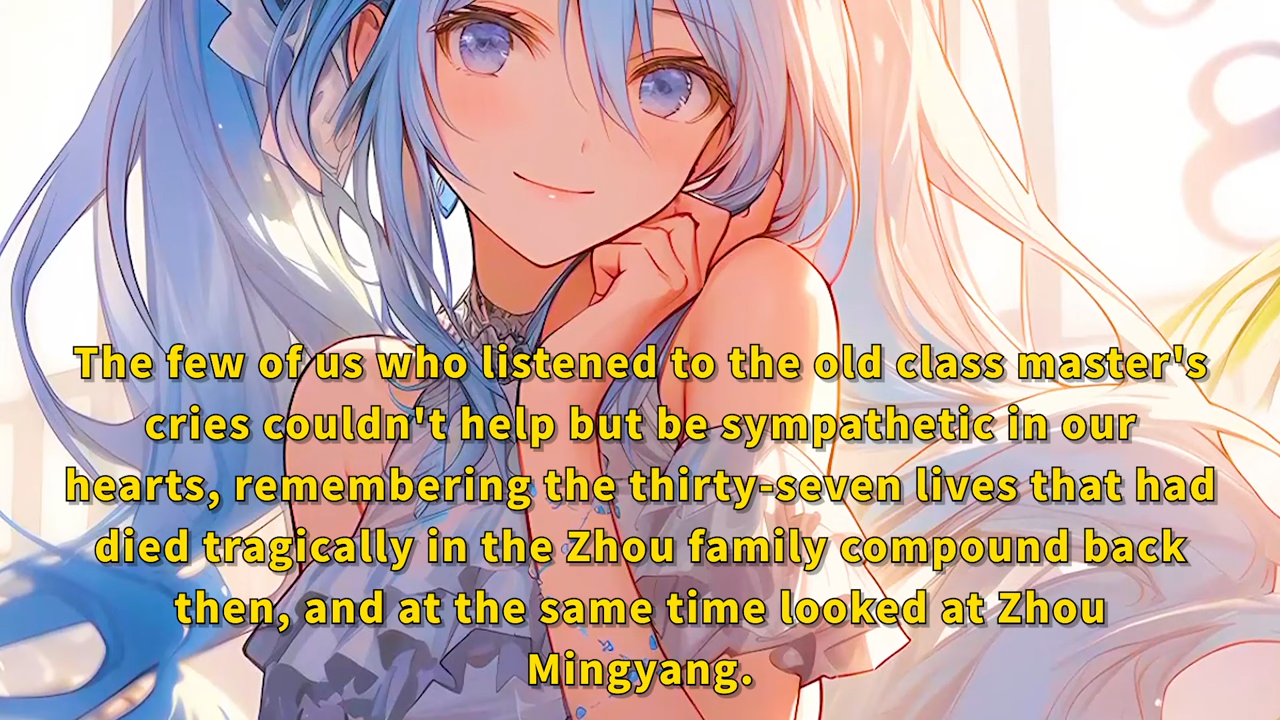 The few of us who listened to the old class master's
cries couldn't help but be sympathetic in our
hearts, remembering the thirty-seven lives that had
died tragically in the Zhou family compound back
then, and at the same time looked at Zhou
Mingyang.